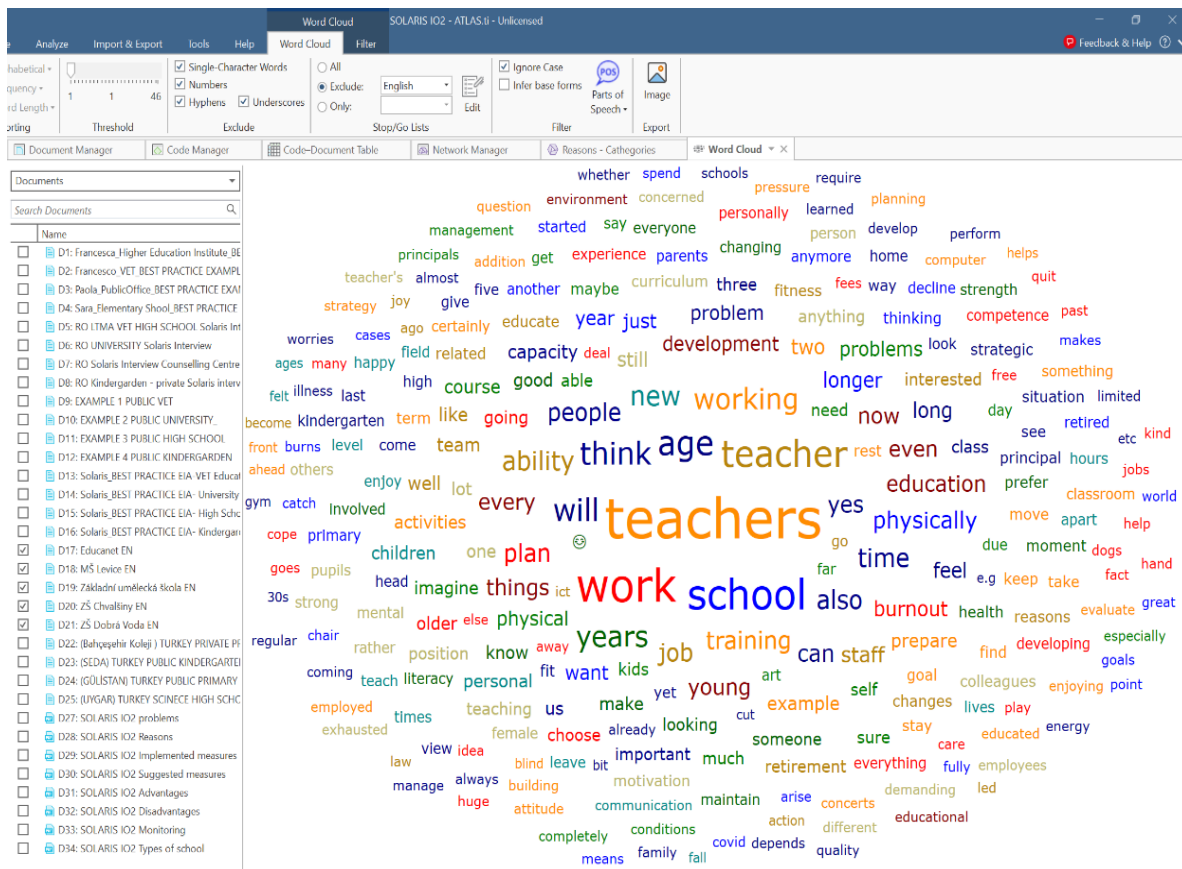 Word Cloud SOLARIS IO2 - ATLAS.ti - Unlicensed
Analyze Import & Export Tools Help Word Cloud Filter Feedback & Help
Single-Character Words All Ignore Case
Numbers Exclude: English Infer base forms Parts of Image
1 1 46 Hyphens Underscores Only: Edit Speech
Threshold Exclude Stop/Go Lists Filter Export
Document Manager Code Manager Code–Document Table Network Manager Reasons - Cathegories Word Cloud
Documents
Search Documents
Name
D1: Francesca_Higher Education Institute_BE
D2: Francesco_VET_BEST PRACTICE EXAMPL
D3: Paola_PublicOffice_BEST PRACTICE EXAM
D4: Sara_Elementary Shool_BEST PRACTICE
D5: RO LTMA VET HIGH SCHOOL Solaris Int
D6: RO UNIVERSITY Solaris Interview
D7: RO Solaris Interview Counselling Centre
D8: RO Kindergarden - private Solaris interv
D9: EXAMPLE 1 PUBLIC VET
D10: EXAMPLE 2 PUBLIC UNIVERSITY_
D11: EXAMPLE 3 PUBLIC HIGH SCHOOL
D12: EXAMPLE 4 PUBLIC KINDERGARDEN
D13: Solaris_BEST PRACTICE EIA-VET Educat
D14: Solaris_BEST PRACTICE EIA- University
D15: Solaris_BEST PRACTICE EIA- High Scho
D16: Solaris_BEST PRACTICE EIA- Kindergar
D17: Educanet EN
D18: MŠ Levice EN
D19: Základní umělecká škola EN
D20: ZŠ Chvalšiny EN
D21: ZŠ Dobrá Voda EN
D22: (Bahçeşehir Koleji ) TURKEY PRIVATE PF
D23: (SEDA) TURKEY PUBLIC KINDERGARTEI
D24: (GÜLİSTAN) TURKEY PUBLIC PRIMARY
D25: (UYGAR) TURKEY SCINECE HIGH SCHC
D27: SOLARIS IO2 problems
D28: SOLARIS IO2 Reasons
D29: SOLARIS IO2 Implemented measures
D30: SOLARIS IO2 Suggested measures
D31: SOLARIS IO2 Advantages
D32: SOLARIS IO2 Disadvantages
D33: SOLARIS IO2 Monitoring
D34: SOLARIS IO2 Types of school
whether spend schools require
question environment concerned pressure personally learned planning
management started say everyone person develop perform
principals addition get experience parents changing anymore home computer helps
teacher's almost five another maybe curriculum three fitness fees way decline strength quit
strategy joy give problem anything thinking competence past
worries cases ago certainly educate year just development two problems look strategic makes
ages many happy field related capacity deal still longer interested free something
felt illness last high course good able new working need now long day situation limited
become kindergarten term like going people see retired etc kind
front burns level come team ability think age teacher rest even class principal hours jobs
ahead others enjoy well lot education prefer classroom world
gym catch involved activities every will teachers yes physically move apart help
cope primary children one plan go time due moment dogs hand
goes pupils head imagine things ict work school far feel e.g keep take fact
30s strong mental older else physical also burnout health reasons evaluate great
regular chair rather position know away years job training can staff prepare find developing especially goals
coming teach literacy personal fit want kids yet young art self goal colleagues enjoying point
employed times teaching us make cut example changes lives play
exhausted female choose already looking someone sure stay care educated energy
law view idea blind leave bit important much retirement everything fully employees
manage always huge building motivation demanding led
attitude communication maintain arise concerts educational
completely conditions action different
means family fall covid depends quality